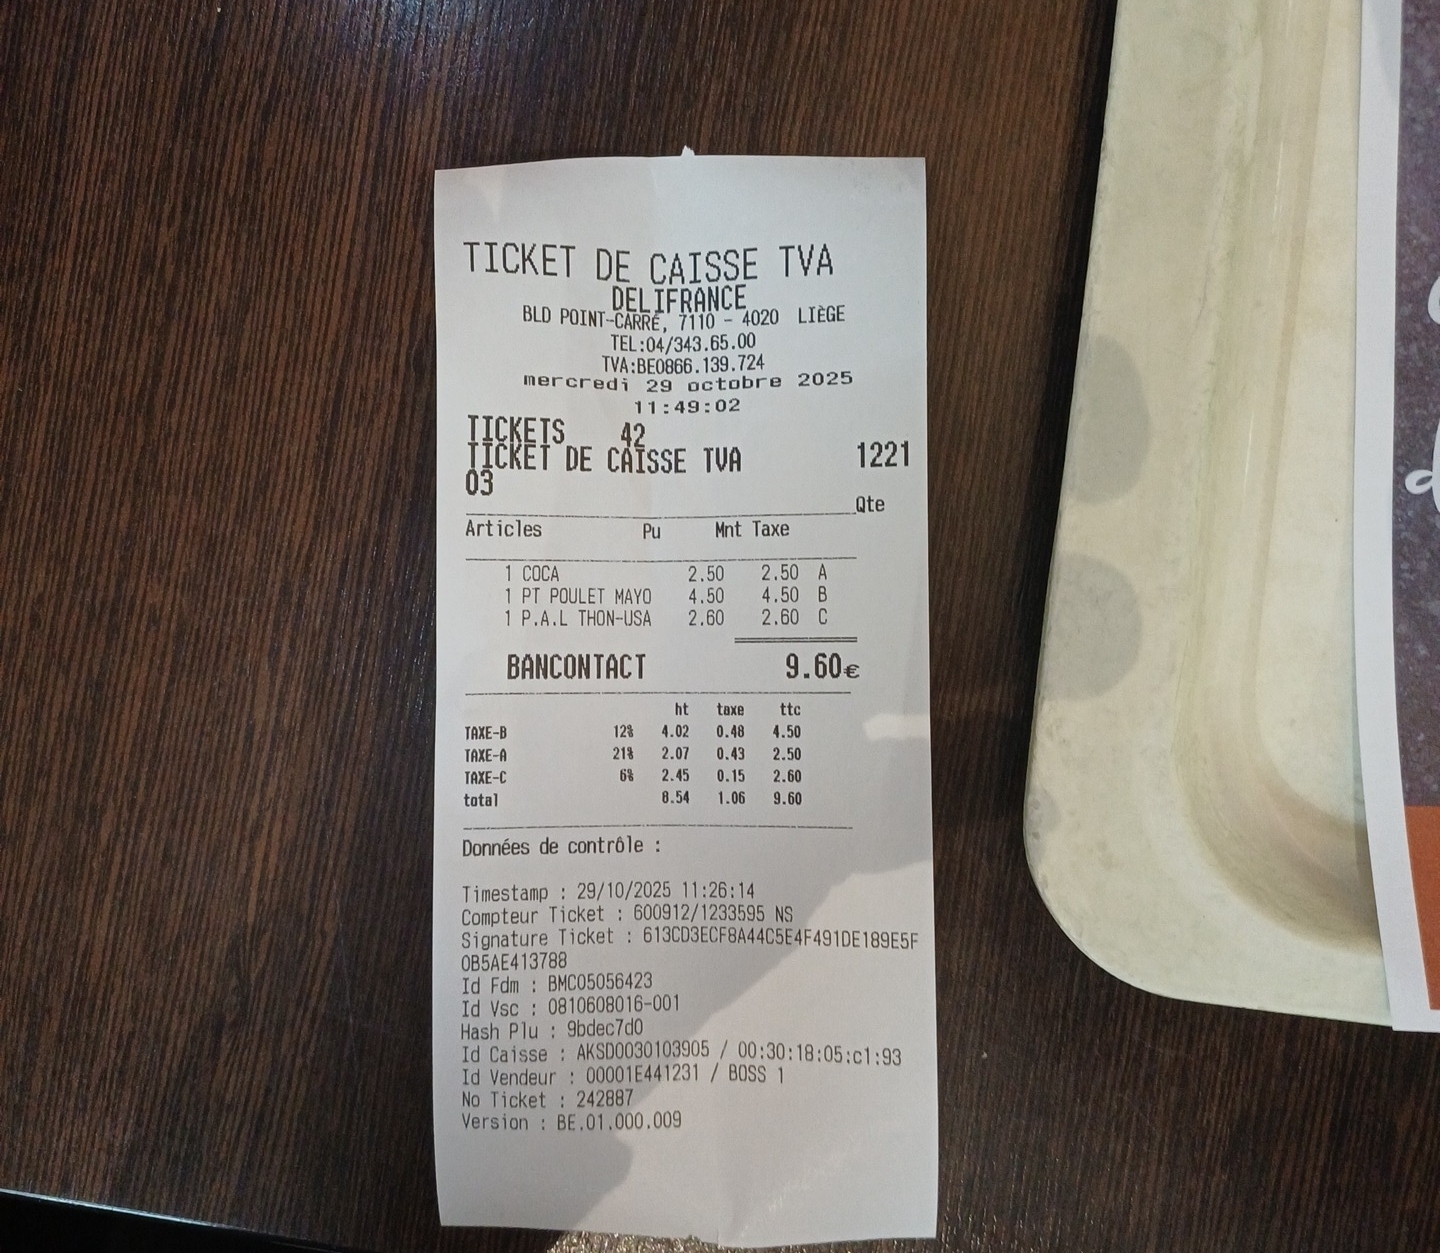 TICKET DE CAISSE TVA
DELIFRANCE
BLD POINT-CARRÉ, 7110 - 4020 LIÈGE
TEL:04/343.65.00
TVA:BE0866.139.724
mercredi 29 octobre 2025
11:49:02
TICKETS 42
TICKET DE CAISSE TVA 1221
03
Qte
Articles Pu Mnt Taxe
1 COCA 2.50 2.50 A
1 PT POULET MAYO 4.50 4.50 B
1 P.A.L THON-USA 2.60 2.60 C
BANCONTACT 9.60€
ht taxe ttc
TAXE-B 12% 4.02 0.48 4.50
TAXE-A 21% 2.07 0.43 2.50
TAXE-C 6% 2.45 0.15 2.60
total 8.54 1.06 9.60
Données de contrôle :
Timestamp : 29/10/2025 11:26:14
Compteur Ticket : 600912/1233595 NS
Signature Ticket : 613CD3ECF8A44C5E4F491DE189E5F
0B5AE413788
Id Fdm : BMC05056423
Id Vsc : 0810608016-001
Hash Plu : 9bdec7d0
Id Caisse : AKSD0030103905 / 00:30:18:05:c1:93
Id Vendeur : 00001E441231 / BOSS 1
No Ticket : 242887
Version : BE.01.000.009